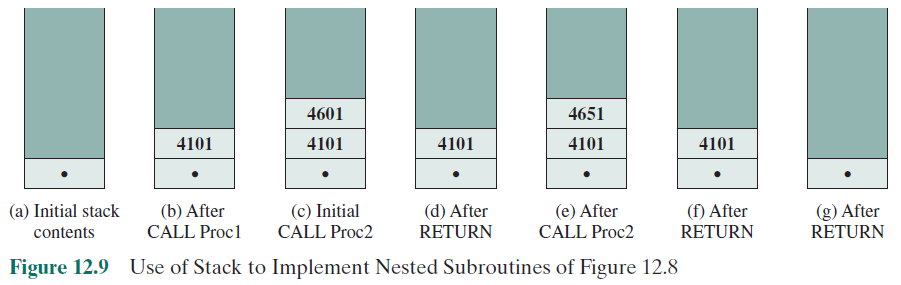 4601
4651
4101
4101
4101
4101
4101
•
•
•
•
•
•
•
(a) Initial stack
contents
(b) After
CALL Proc1
(c) Initial
CALL Proc2
(d) After
RETURN
(e) After
CALL Proc2
(f) After
RETURN
(g) After
RETURN
Figure 12.9 Use of Stack to Implement Nested Subroutines of Figure 12.8